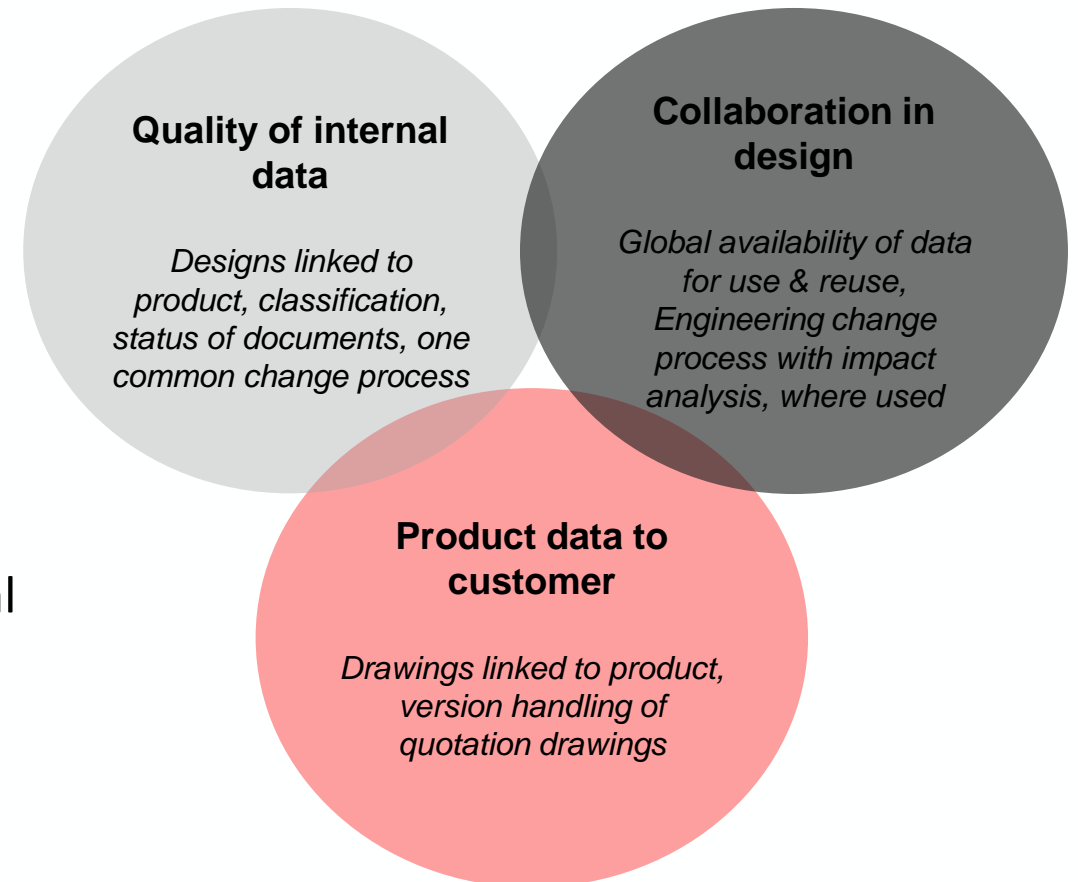 Quality of internal
data
Designs linked to
product, classification,
status of documents, one
common change process
Collaboration in
design
Global availability of data
for use & reuse,
Engineering change
process with impact
analysis, where used
Product data to
customer
Drawings linked to product,
version handling of
quotation drawings